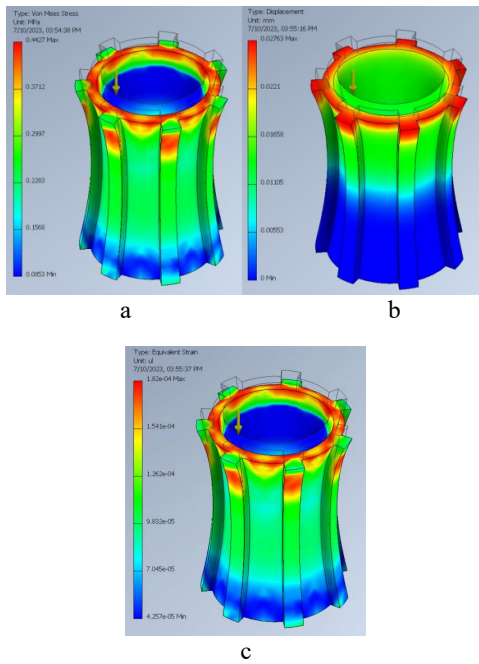 Type: Von Mises Stress
Unit: MPa
7/10/2023, 03:54:38 PM
0.4427 Max
0.3712
0.2997
0.2283
0.1568
0.0853 Min
Type: Displacement
Unit: mm
7/10/2023, 03:55:16 PM
0.02763 Max
0.0221
0.01658
0.01105
0.00553
0 Min
a
b
Type: Equivalent Strain
Unit: ul
7/10/2023, 03:55:37 PM
1.82e-04 Max
1.541e-04
1.262e-04
9.832e-05
7.045e-05
4.257e-05 Min
c